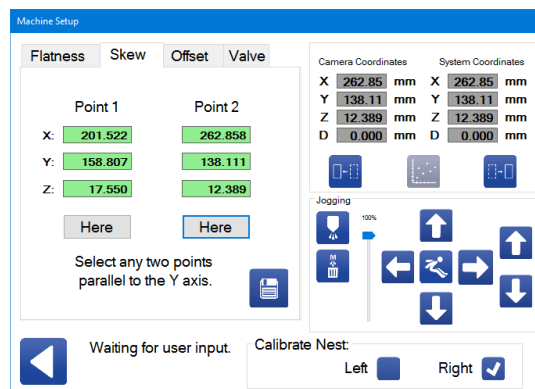 Machine Setup
Flatness Skew Offset Valve
Point 1 Point 2
X: 201.522 262.858
Y: 158.807 138.111
Z: 17.550 12.389
Here Here
Select any two points
parallel to the Y axis.
Camera Coordinates System Coordinates
X 262.85 mm X 262.85 mm
Y 138.11 mm Y 138.11 mm
Z 12.389 mm Z 12.389 mm
D 0.000 mm D 0.000 mm
Jogging
100%
M
Waiting for user input.
Calibrate Nest:
Left Right